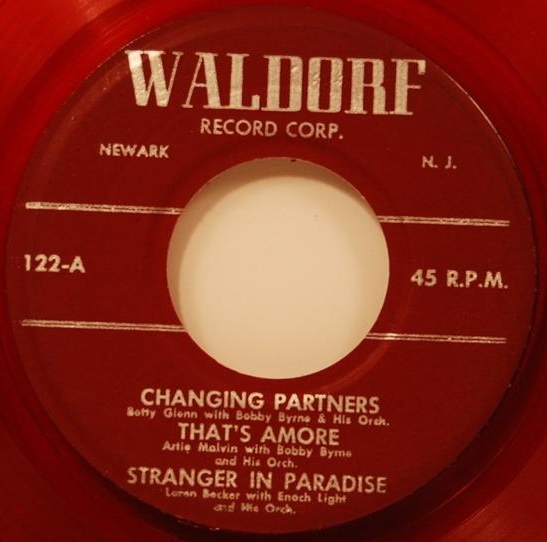 WALDORF
RECORD CORP.
NEWARK N. J.
122-A 45 R.P.M.
CHANGING PARTNERS
Betty Glenn with Bobby Byrne & His Orch.
THAT'S AMORE
Artie Malvin with Bobby Byrne
and His Orch.
STRANGER IN PARADISE
Loren Becker with Enoch Light
and His Orch.